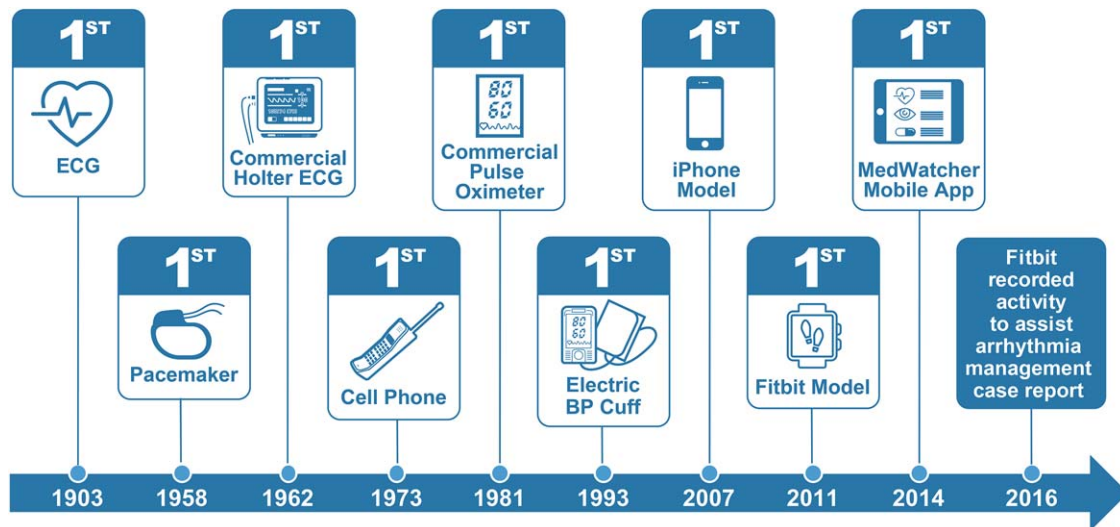 1ST
ECG
1ST
Commercial
Holter ECG
1ST
80
60
Commercial
Pulse
Oximeter
1ST
iPhone
Model
1ST
MedWatcher
Mobile App
1ST
Pacemaker
1ST
Cell Phone
1ST
80
60
Electric
BP Cuff
1ST
Fitbit Model
Fitbit
recorded
activity
to assist
arrhythmia
management
case report
1903
1958
1962
1973
1981
1993
2007
2011
2014
2016